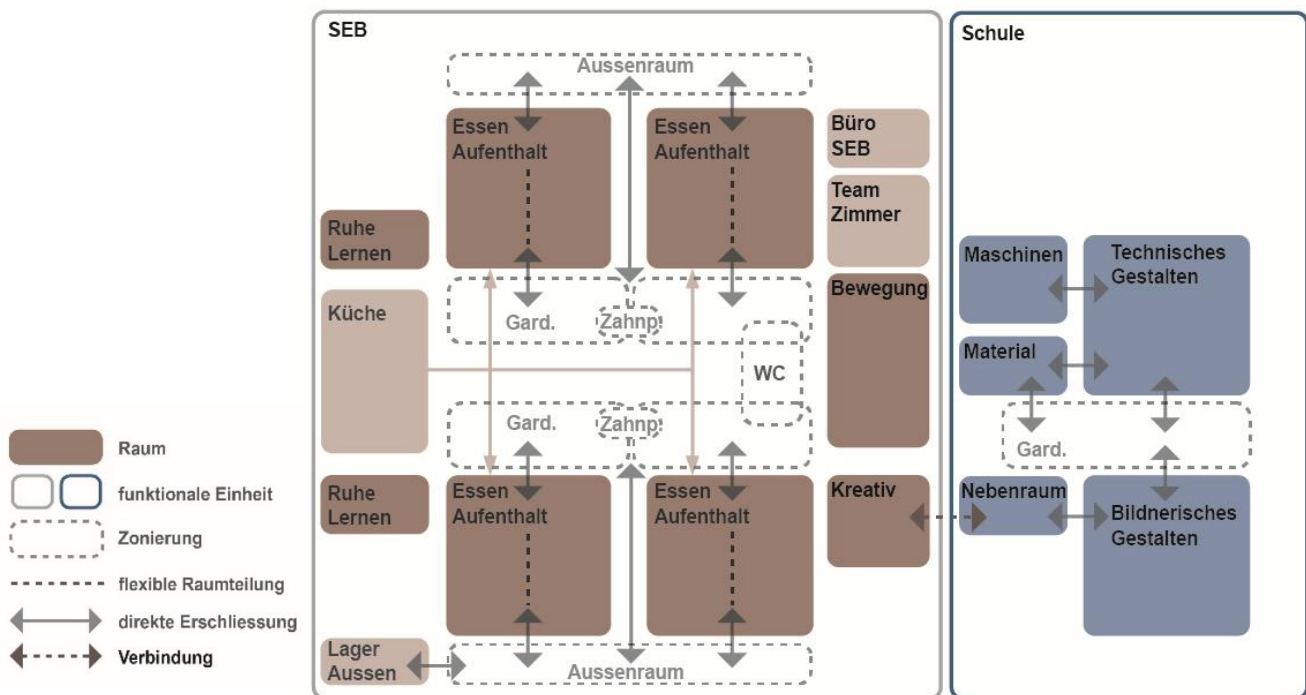 SEB
Aussenraum
Essen
Aufenthalt
Essen
Aufenthalt
Büro
SEB
Team
Zimmer
Ruhe
Lernen
Bewegung
Küche
Gard.
Zahnp.
WC
Gard.
Zahnp.
Ruhe
Lernen
Essen
Aufenthalt
Essen
Aufenthalt
Kreativ
Lager
Aussen
Aussenraum
Schule
Maschinen
Technisches
Gestalten
Material
Gard.
Nebenraum
Bildnerisches
Gestalten
Raum
funktionale Einheit
Zonierung
flexible Raumteilung
direkte Erschliessung
Verbindung